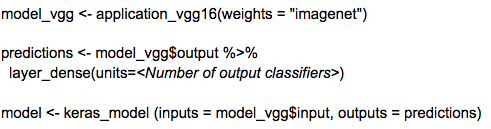 model_vgg <- application_vgg16(weights = "imagenet")
predictions <- model_vgg$output %>%
layer_dense(units=<Number of output classifiers>)
model <- keras_model (inputs = model_vgg$input, outputs = predictions)